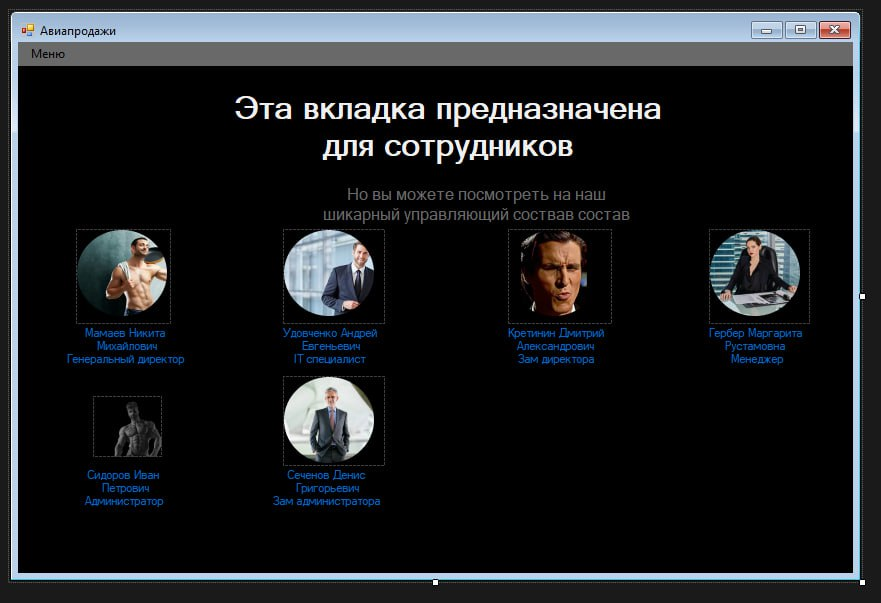 Авиапродажи
Меню
Эта вкладка предназначена
для сотрудников
Но вы можете посмотреть на наш
шикарный управляющий соствав состав
Мамаев Никита
Михайлович
Генеральный директор
Удовченко Андрей
Евгеньевич
IT специалист
Кретинин Дмитрий
Александрович
Зам директора
Гербер Маргарита
Рустамовна
Менеджер
Сидоров Иван
Петрович
Администратор
Сеченов Денис
Григорьевич
Зам администратора